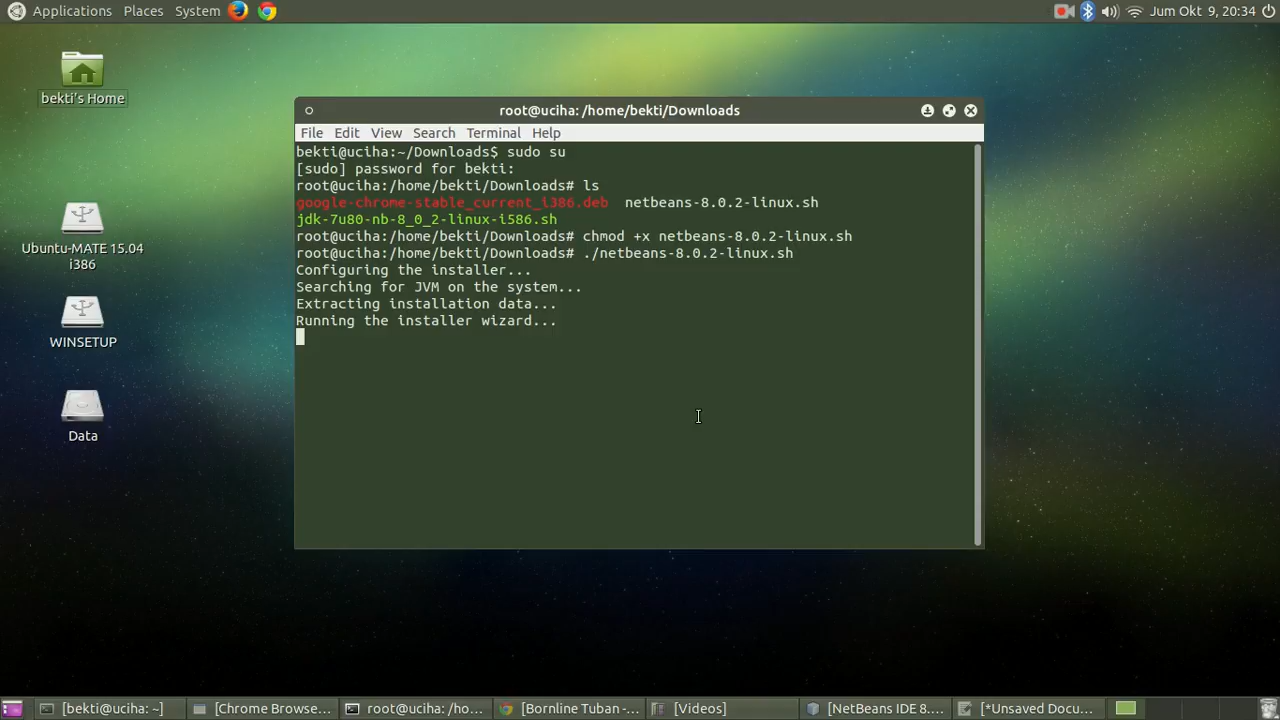 Applications Places System Jum Okt 9, 20:34
bekti's Home
Ubuntu-MATE 15.04
i386
WINSETUP
Data
root@uciha: /home/bekti/Downloads
File Edit View Search Terminal Help
bekti@uciha:~/Downloads$ sudo su
[sudo] password for bekti:
root@uciha:/home/bekti/Downloads# ls
google-chrome-stable_current_i386.deb netbeans-8.0.2-linux.sh
jdk-7u80-nb-8_0_2-linux-i586.sh
root@uciha:/home/bekti/Downloads# chmod +x netbeans-8.0.2-linux.sh
root@uciha:/home/bekti/Downloads# ./netbeans-8.0.2-linux.sh
Configuring the installer...
Searching for JVM on the system...
Extracting installation data...
Running the installer wizard...
[bekti@uciha: ~] [Chrome Browse... root@uciha: /ho... [Bornline Tuban -... [Videos] [NetBeans IDE 8.... [*Unsaved Docu...